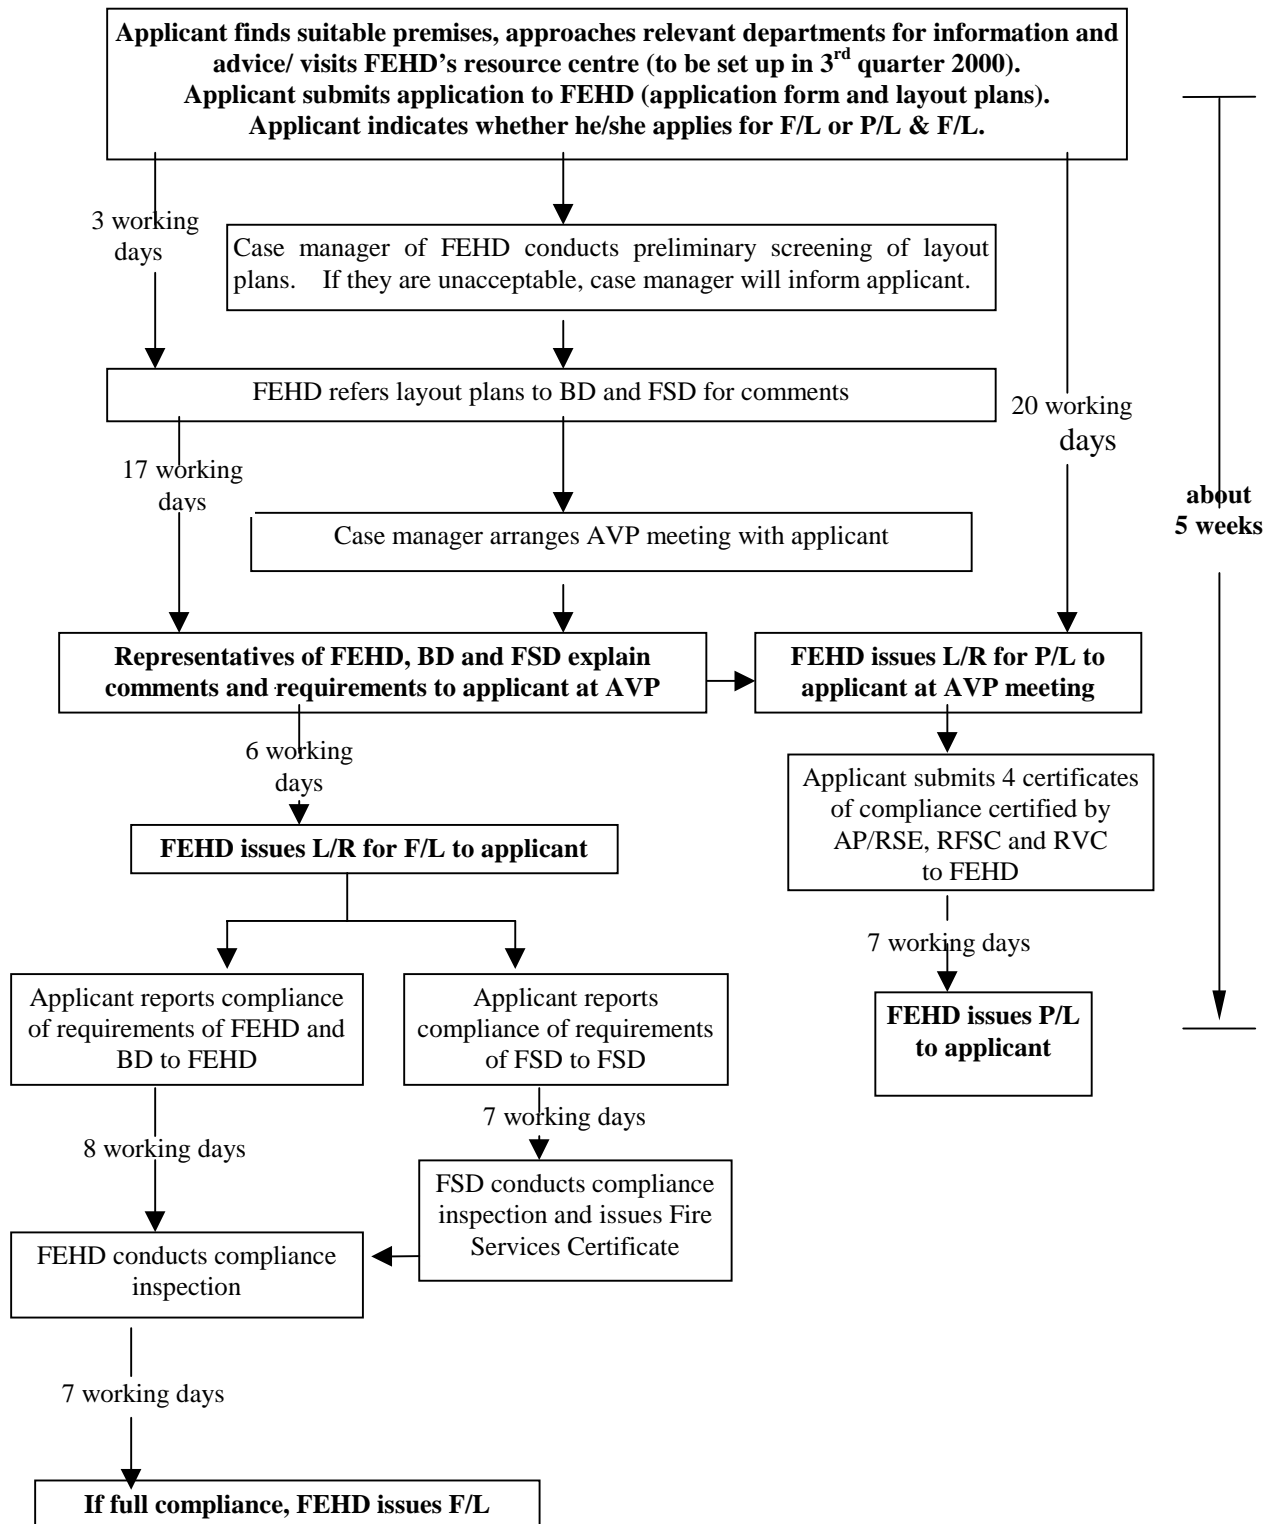 Applicant finds suitable premises, approaches relevant departments for information and
advice/ visits FEHD's resource centre (to be set up in 3rd quarter 2000).
Applicant submits application to FEHD (application form and layout plans).
Applicant indicates whether he/she applies for F/L or P/L & F/L.
3 working
days
Case manager of FEHD conducts preliminary screening of layout
plans. If they are unacceptable, case manager will inform applicant.
FEHD refers layout plans to BD and FSD for comments
20 working
days
17 working
days
about
5 weeks
Case manager arranges AVP meeting with applicant
Representatives of FEHD, BD and FSD explain
comments and requirements to applicant at AVP
FEHD issues L/R for P/L to
applicant at AVP meeting
6 working
days
Applicant submits 4 certificates
of compliance certified by
AP/RSE, RFSC and RVC
to FEHD
FEHD issues L/R for F/L to applicant
7 working days
Applicant reports compliance
of requirements of FEHD and
BD to FEHD
Applicant reports
compliance of requirements
of FSD to FSD
FEHD issues P/L
to applicant
7 working days
8 working days
FSD conducts compliance
inspection and issues Fire
Services Certificate
FEHD conducts compliance
inspection
7 working days
If full compliance, FEHD issues F/L